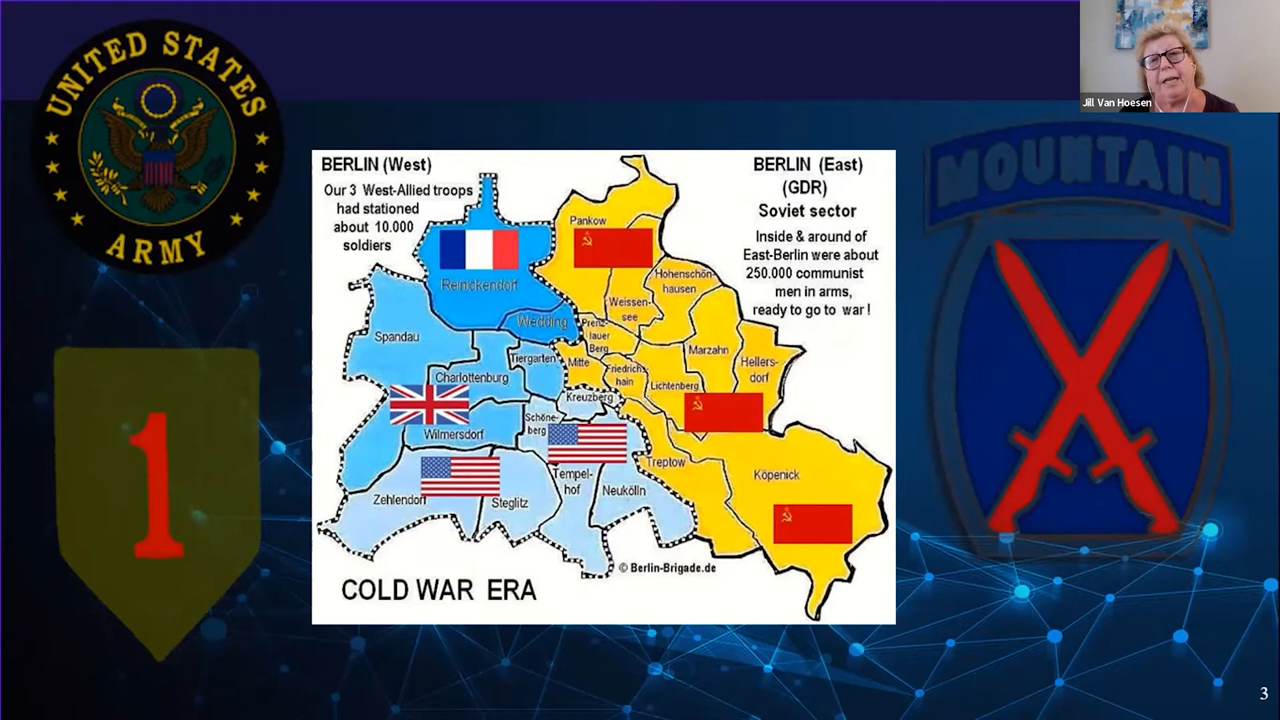 UNITED STATES
ARMY
1
MOUNTAIN
Jill Van Hoesen
BERLIN (West)
Our 3 West-Allied troops
had stationed
about 10.000
soldiers
BERLIN (East)
(GDR)
Soviet sector
Inside & around of
East-Berlin were about
250.000 communist
men in arms,
ready to go to war !
Pankow
Reinickendorf
Hohenschön-
hausen
Weissen-
see
Wedding
Spandau
Prenz-
lauer
Berg
Marzahn
Tiergarten
Mitte
Hellers-
dorf
Charlottenburg
Friedrichs-
hain
Lichtenberg
Kreuzberg
Schöne-
berg
Wilmersdorf
Treptow
Köpenick
Tempel-
hof
Neukölln
Zehlendorf
Steglitz
© Berlin-Brigade.de
COLD WAR ERA
3